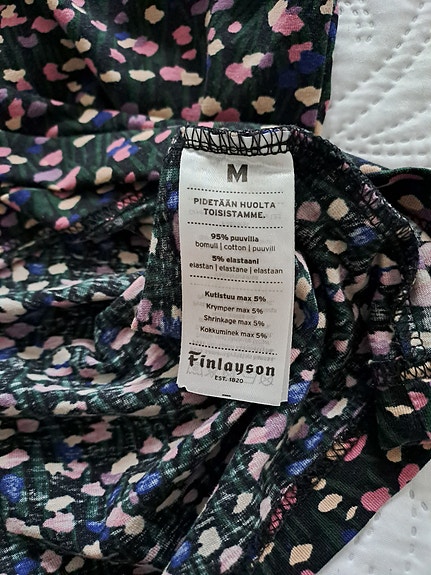 M
PIDETÄÄN HUOLTA
TOISISTAMME.
95% puuvilla
bomull | cotton | puuvill
5% elastaani
elastan | elastane | elastaan
Kutistuu max 5%
Krymper max 5%
Shrinkage max 5%
Kokkuminek max 5%
Finlayson
EST. 1820